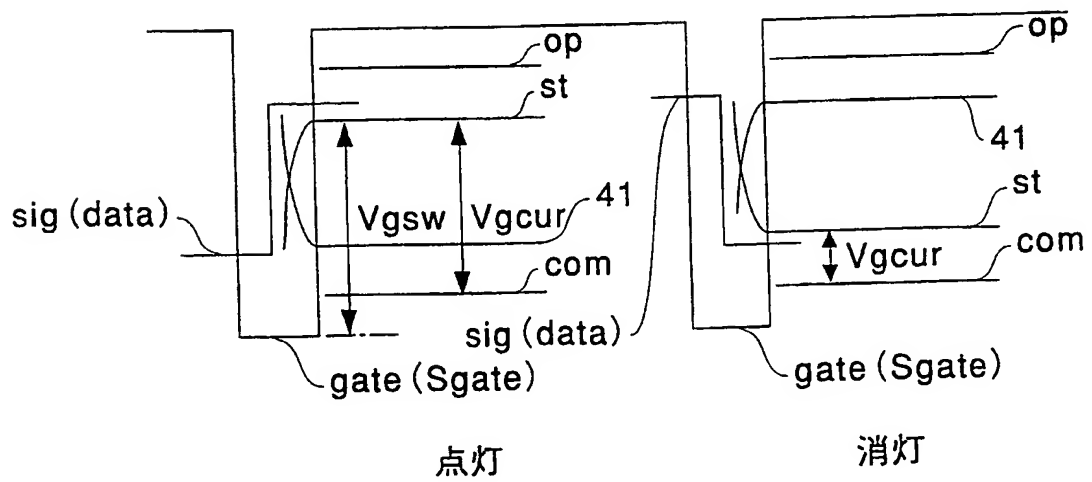 op
st
sig (data)
Vgsw
Vgcur
41
com
gate (Sgate)
点灯
op
41
st
com
Vgcur
sig (data)
gate (Sgate)
消灯